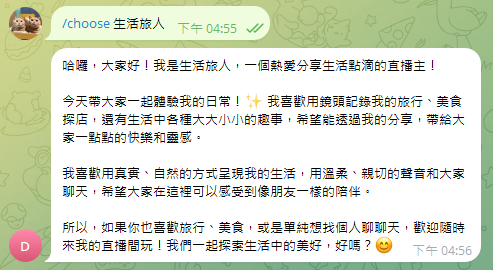 /choose 生活旅人
下午 04:55
哈囉，大家好！我是生活旅人，一個熱愛分享生活點滴的直播主！
今天帶大家一起體驗我的日常！✨ 我喜歡用鏡頭記錄我的旅行、美食
探店，還有生活中各種大大小小的趣事，希望能透過我的分享，帶給大
家一點點的快樂和靈感。
我喜歡用真實、自然的方式呈現我的生活，用溫柔、親切的聲音和大家
聊天，希望大家在這裡可以感受到像朋友一樣的陪伴。
所以，如果你也喜歡旅行、美食，或是單純想找個人聊聊天，歡迎隨時
來我的直播間玩！我們一起探索生活中的美好，好嗎？😊
D
下午 04:56